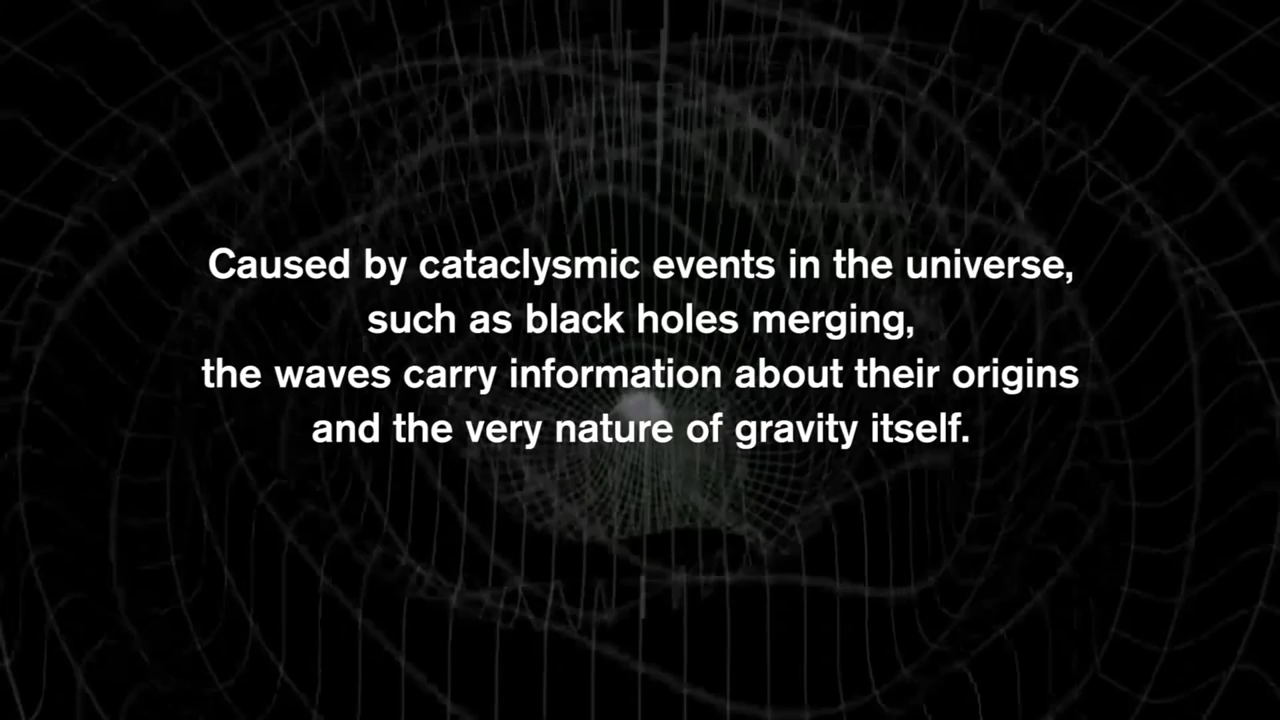 Caused by cataclysmic events in the universe,
such as black holes merging,
the waves carry information about their origins
and the very nature of gravity itself.